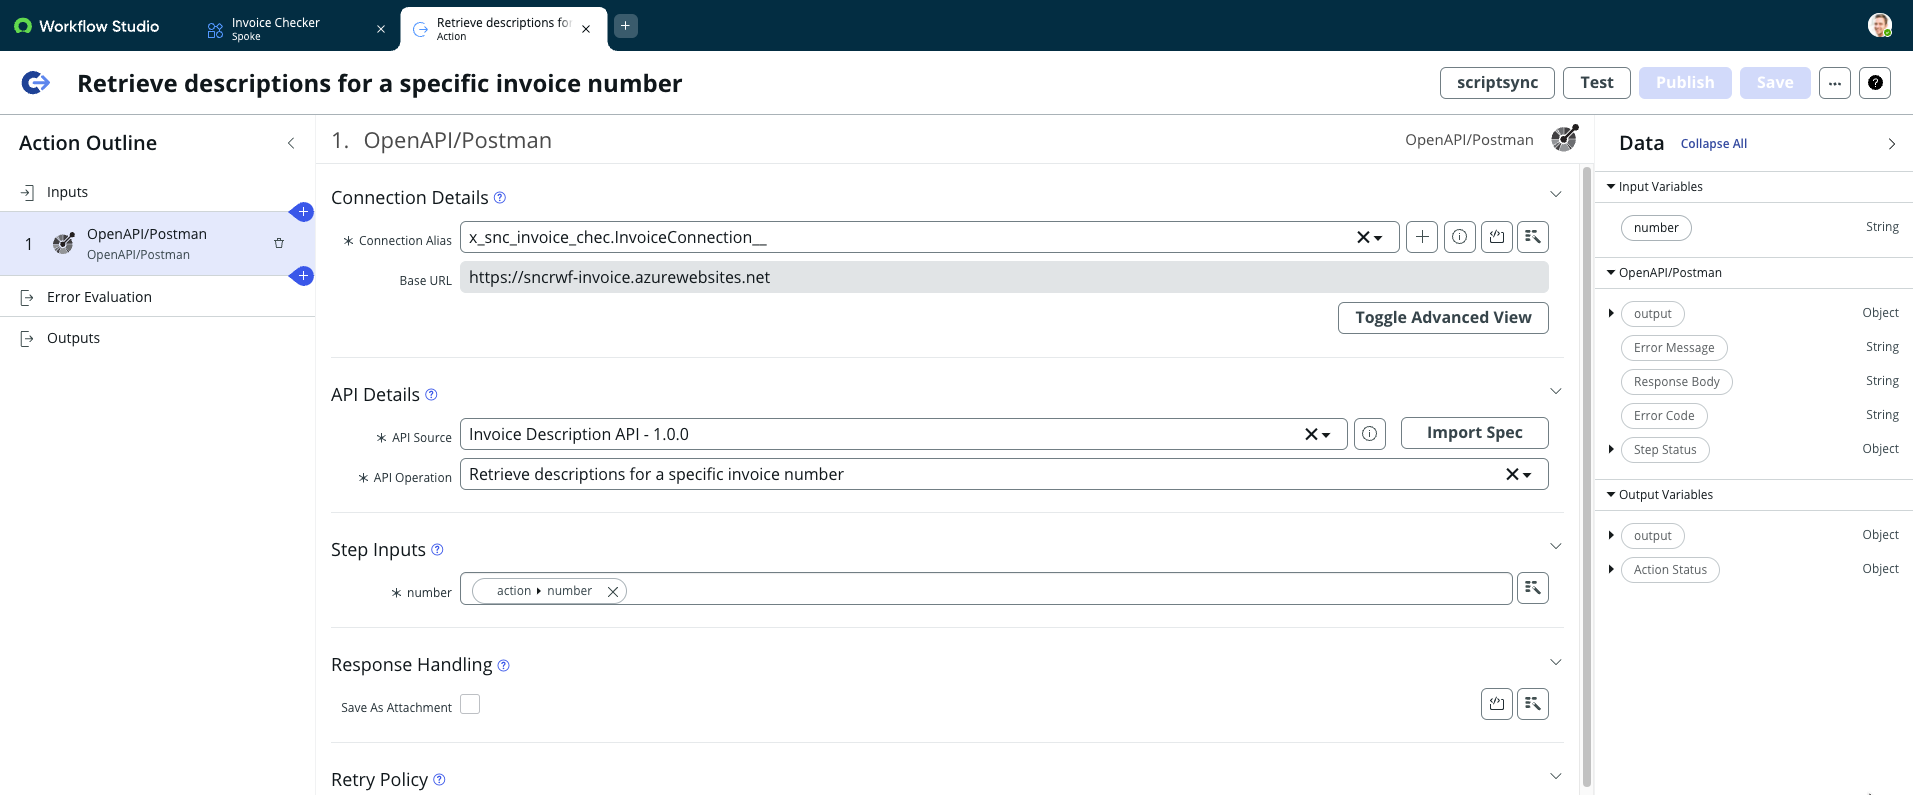 Workflow Studio
Invoice Checker
Spoke
Retrieve descriptions fo
Action
Retrieve descriptions for a specific invoice number
scriptsync
Test
Publish
Save
...
Action Outline
Inputs
1
OpenAPI/Postman
OpenAPI/Postman
Error Evaluation
Outputs
1. OpenAPI/Postman
OpenAPI/Postman
Connection Details
* Connection Alias
x_snc_invoice_chec.InvoiceConnection__
Base URL
https://sncrwf-invoice.azurewebsites.net
Toggle Advanced View
API Details
* API Source
Invoice Description API - 1.0.0
Import Spec
* API Operation
Retrieve descriptions for a specific invoice number
Step Inputs
* number
action ▸ number
Response Handling
Save As Attachment
Retry Policy
Data
Collapse All
Input Variables
number
String
OpenAPI/Postman
output
Object
Error Message
String
Response Body
String
Error Code
String
Step Status
Object
Output Variables
output
Object
Action Status
Object